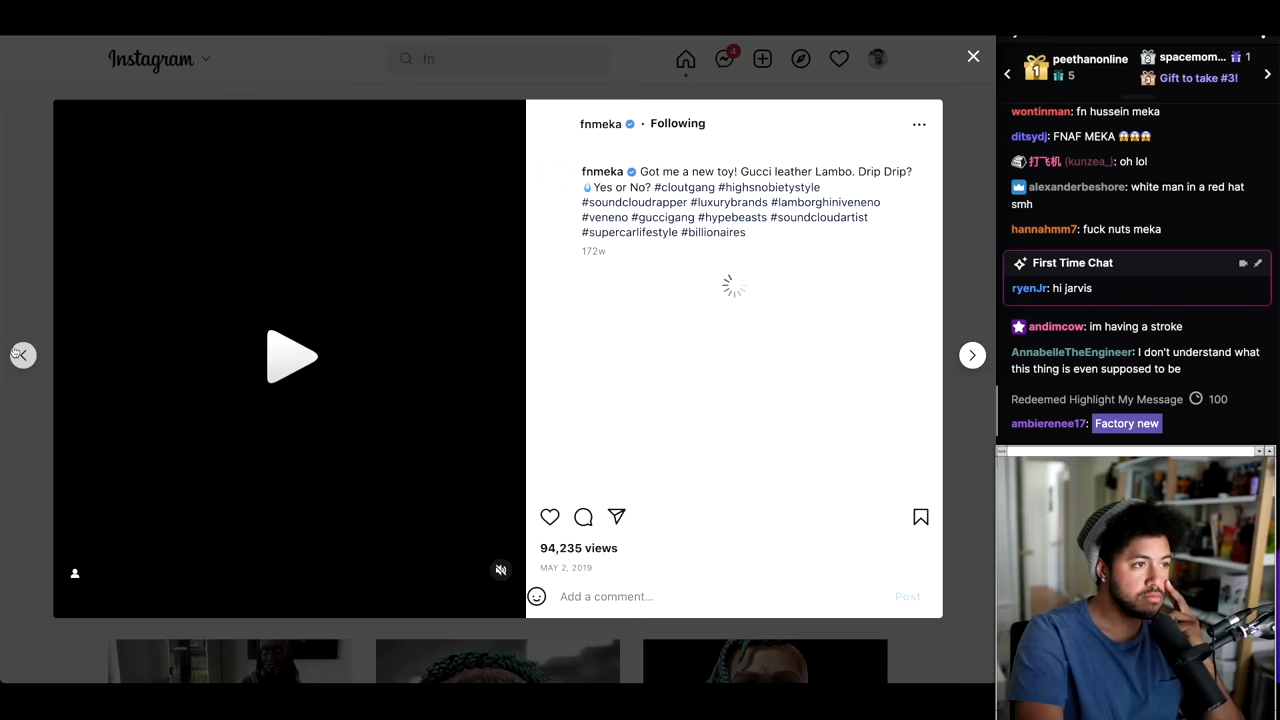 Instagram
fn
4
fnmeka · Following
...
fnmeka Got me a new toy! Gucci leather Lambo. Drip Drip?
💧Yes or No? #cloutgang #highsnobietystyle
#soundcloudrapper #luxurybrands #lamborghiniveneno
#veneno #guccigang #hypebeasts #soundcloudartist
#supercarlifestyle #billionaires
172w
94,235 views
MAY 2, 2019
Add a comment...
Post
1
peethanonline
5
2
spacemom... 1
3
Gift to take #3!
wontinman: fn hussein meka
ditsydj: FNAF MEKA 😱😱😱
打飞机 (kunzea_): oh lol
alexanderbeshore: white man in a red hat
smh
hannahmm7: fuck nuts meka
First Time Chat
ryenJr: hi jarvis
andimcow: im having a stroke
AnnabelleTheEngineer: I don't understand what
this thing is even supposed to be
Redeemed Highlight My Message 100
ambierenee17: Factory new